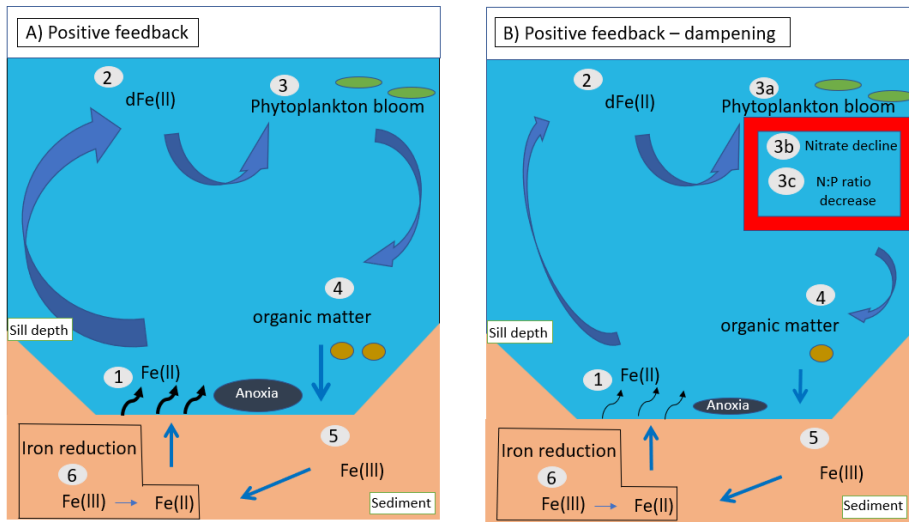 A) Positive feedback
2
dFe(II)
3
Phytoplankton bloom
4
organic matter
Sill depth
1
Fe(II)
Anoxia
5
Iron reduction
6
Fe(III)
Fe(III)
Fe(II)
Sediment
B) Positive feedback – dampening
2
dFe(II)
3a
Phytoplankton bloom
3b Nitrate decline
3c N:P ratio
decrease
4
organic matter
Sill depth
1
Fe(II)
Anoxia
5
Iron reduction
6
Fe(III)
Fe(III)
Fe(II)
Sediment